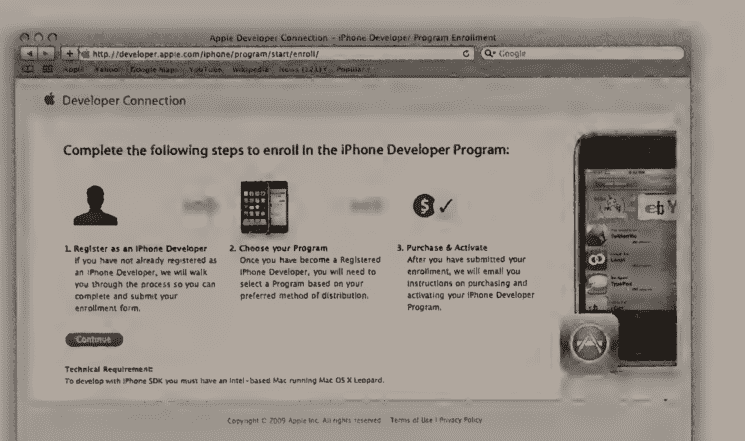 Apple Developer Connection - iPhone Developer Program Enrollment
http://developer.apple.com/iphone/program/start/enroll/
Google
Apple Yahoo! Google Maps YouTube Wikipedia News Popular
Developer Connection
Complete the following steps to enroll in the iPhone Developer Program:
1. Register as an iPhone Developer
If you have not already registered as
an iPhone Developer, we will walk
you through the process so you can
complete and submit your
enrollment form.
2. Choose your Program
Once you have become a Registered
iPhone Developer, you will need to
select a Program based on your
preferred method of distribution.
3. Purchase & Activate
After you have submitted your
enrollment, we will email you
instructions on purchasing and
activating your iPhone Developer
Program.
Continue
Technical Requirement:
To develop with iPhone SDK you must have an Intel-based Mac running Mac OS X Leopard.
Copyright © 2009 Apple Inc. All rights reserved. Terms of Use | Privacy Policy